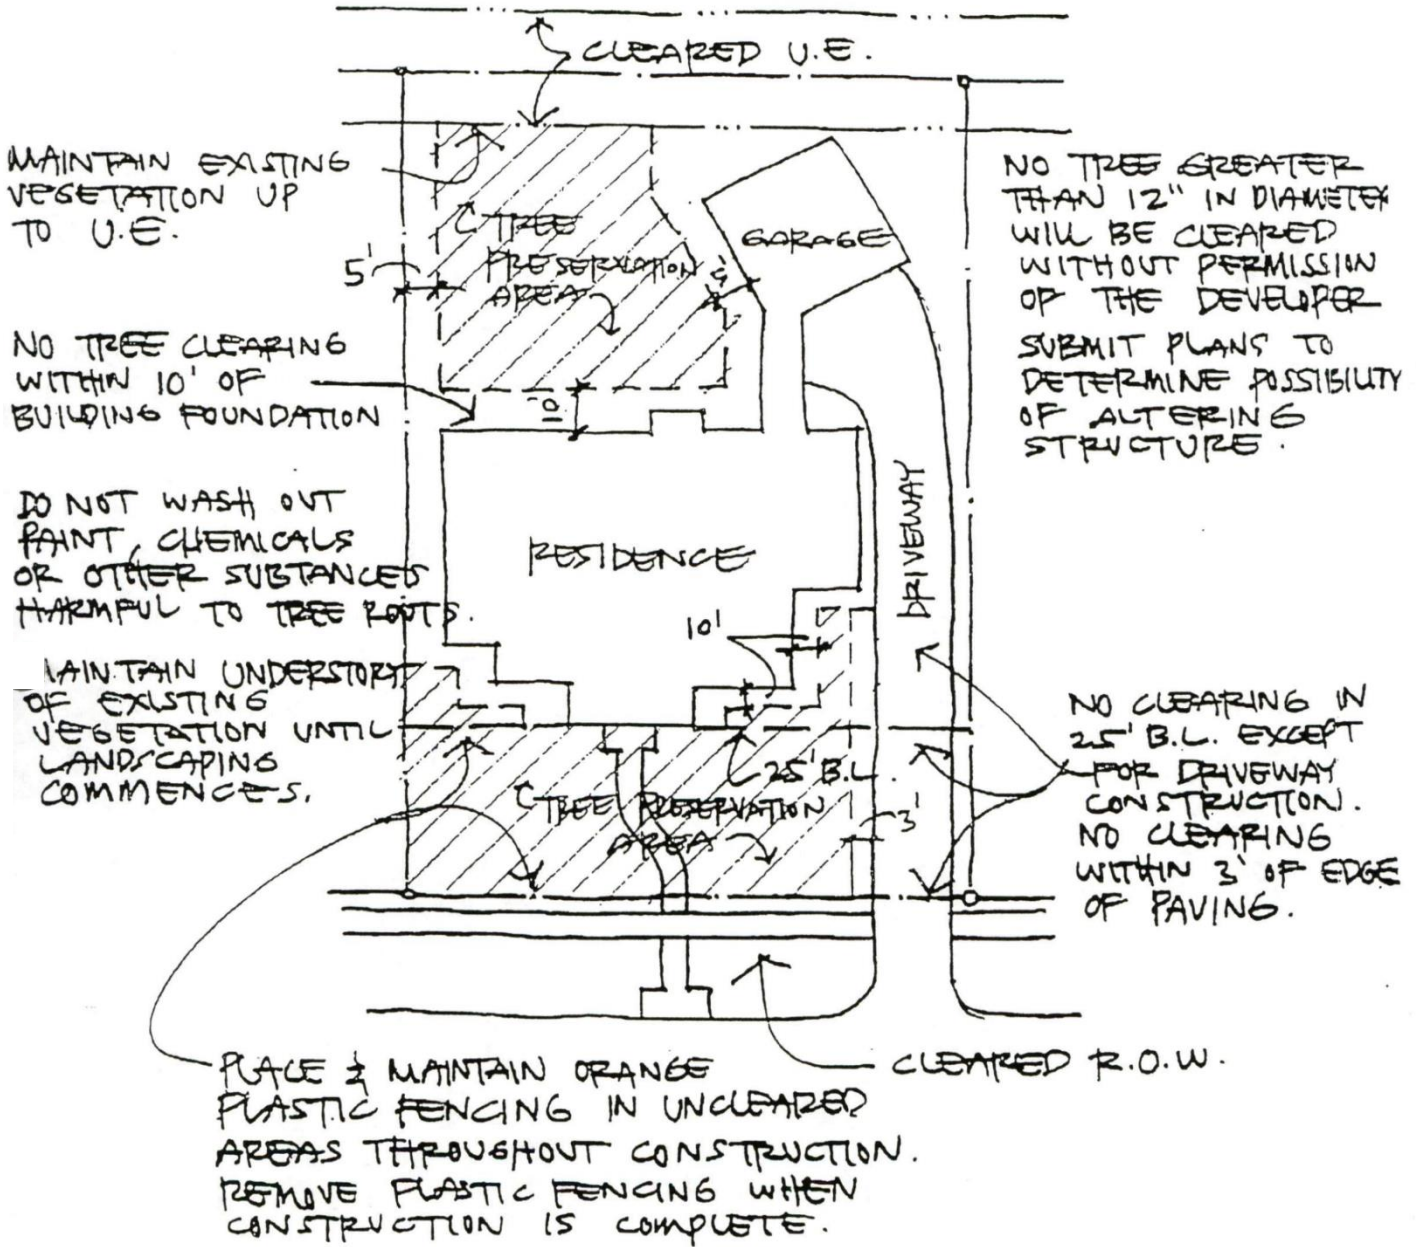 CLEARED U.E.
MAINTAIN EXISTING
VEGETATION UP
TO U.E.
NO TREE GREATER
THAN 12" IN DIAMETER
WILL BE CLEARED
WITHOUT PERMISSION
OF THE DEVELOPER
SUBMIT PLANS TO
DETERMINE POSSIBILITY
OF ALTERING
STRUCTURE.
TREE
PRESERVATION
AREA
GARAGE
5'
NO TREE CLEARING
WITHIN 10' OF
BUILDING FOUNDATION
DO NOT WASH OUT
PAINT, CHEMICALS
OR OTHER SUBTANCES
HARMFUL TO TREE ROOTS.
RESIDENCE
DRIVEWAY
10'
AINTAIN UNDERSTORY
OF EXISTING
VEGETATION UNTIL
LANDSCAPING
COMMENCES.
25' B.L.
TREE PRESERVATION
AREA
3'
NO CLEARING IN
25' B.L. EXCEPT
FOR DRIVEWAY
CONSTRUCTION.
NO CLEARING
WITHIN 3' OF EDGE
OF PAVING.
PLACE & MAINTAIN ORANGE
PLASTIC FENCING IN UNCLEARED
AREAS THROUGHOUT CONSTRUCTION.
REMOVE PLASTIC FENCING WHEN
CONSTRUCTION IS COMPLETE.
CLEARED R.O.W.